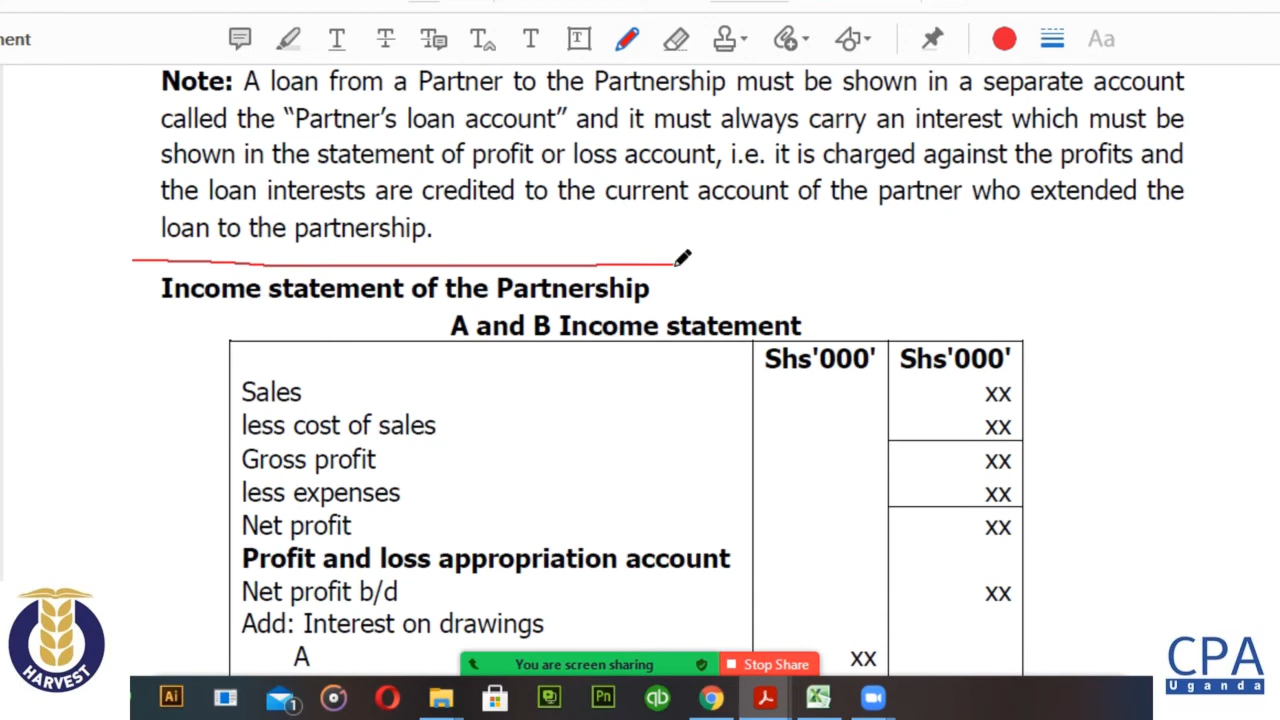 ment
T T T T T T Aa
Note: A loan from a Partner to the Partnership must be shown in a separate account
called the “Partner’s loan account” and it must always carry an interest which must be
shown in the statement of profit or loss account, i.e. it is charged against the profits and
the loan interests are credited to the current account of the partner who extended the
loan to the partnership.
Income statement of the Partnership
A and B Income statement
Shs'000' Shs'000'
Sales xx
less cost of sales xx
Gross profit xx
less expenses xx
Net profit xx
Profit and loss appropriation account
Net profit b/d xx
Add: Interest on drawings
A xx
You are screen sharing Stop Share
HARVEST
CPA
Uganda
Ai 1 Pn qb